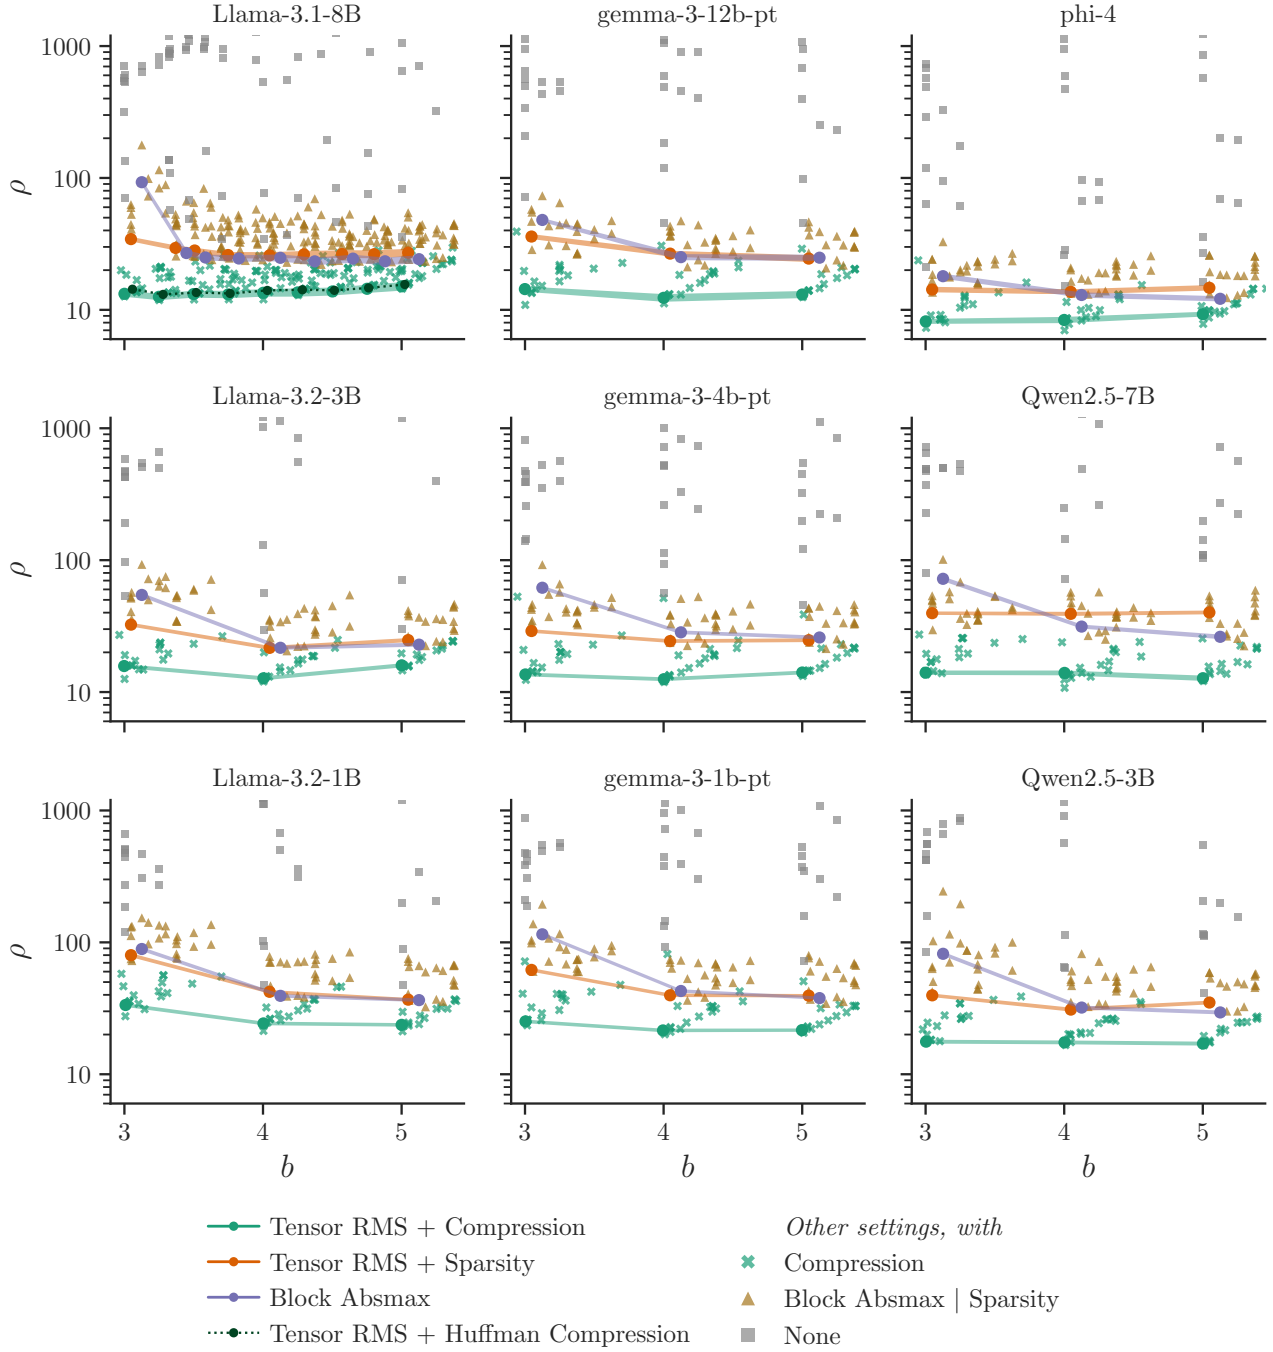 Llama-3.1-8B
gemma-3-12b-pt
phi-4
1000
100
10
ρ
Llama-3.2-3B
gemma-3-4b-pt
Qwen2.5-7B
1000
100
10
ρ
Llama-3.2-1B
gemma-3-1b-pt
Qwen2.5-3B
1000
100
10
ρ
3 4 5
3 4 5
3 4 5
b
b
b
Tensor RMS + Compression
Tensor RMS + Sparsity
Block Absmax
Tensor RMS + Huffman Compression
Other settings, with
Compression
Block Absmax | Sparsity
None